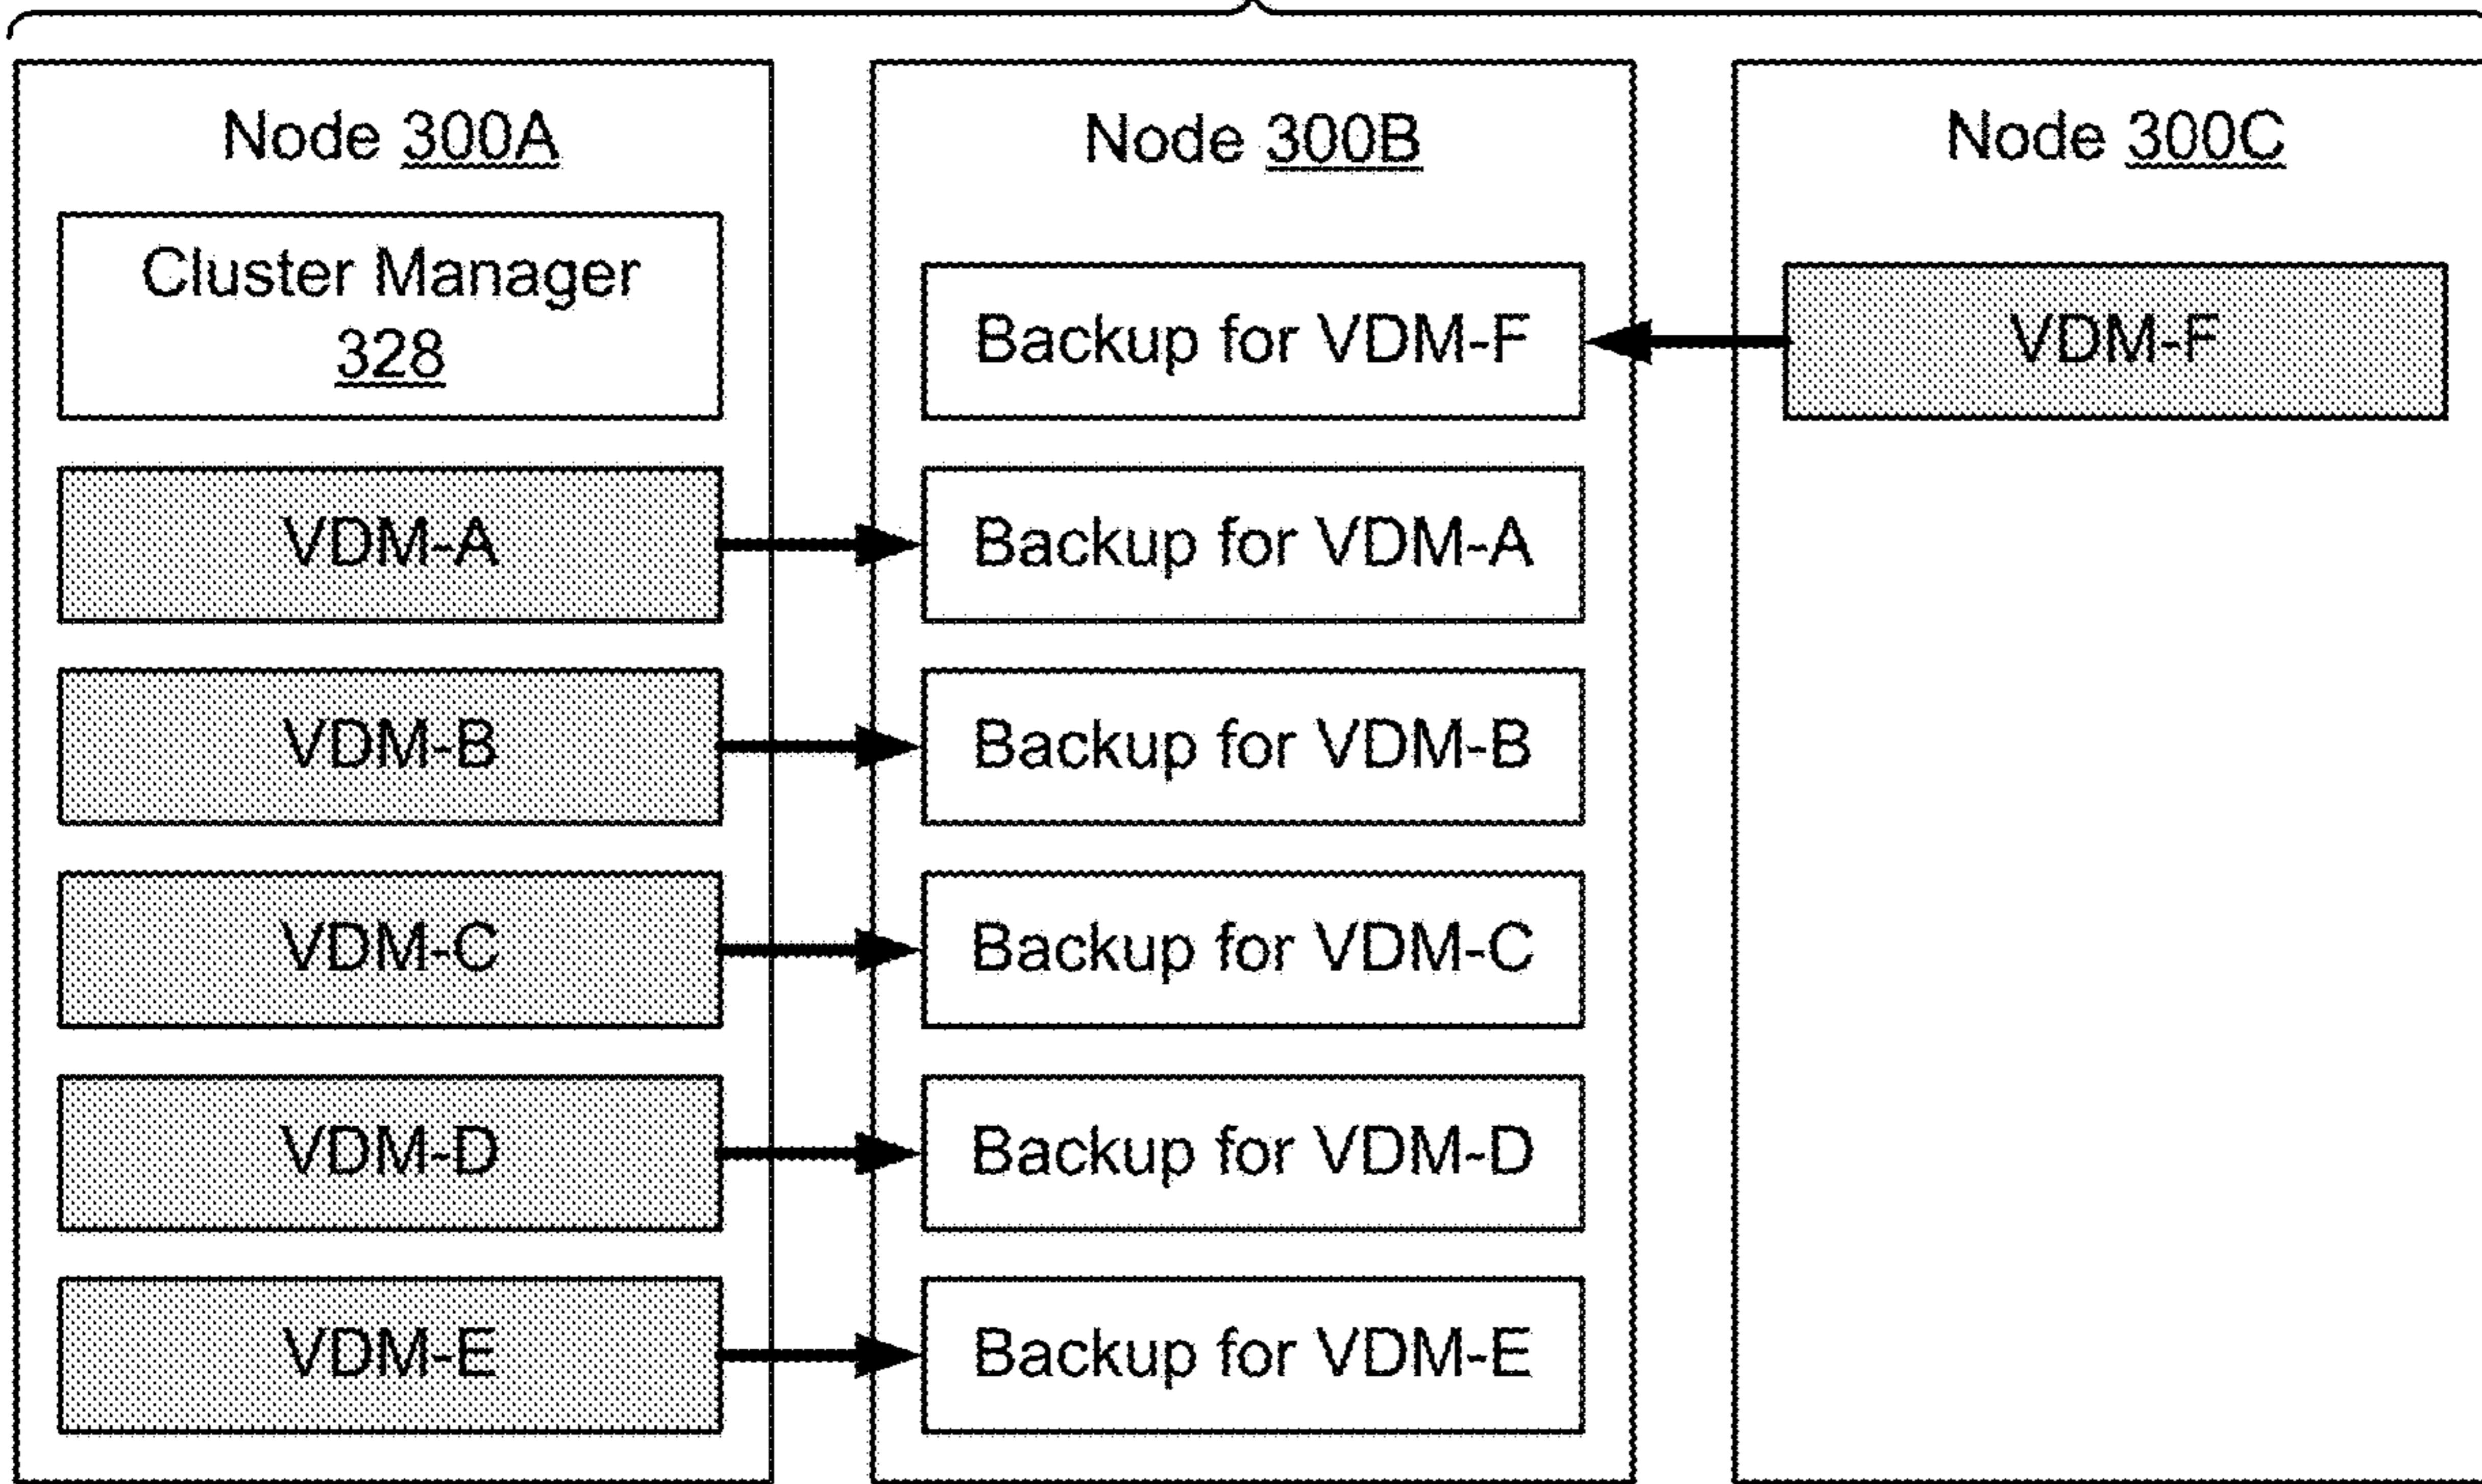 Node 300A
Cluster Manager
328
VDM-A
VDM-B
VDM-C
VDM-D
VDM-E
Node 300B
Backup for VDM-F
Backup for VDM-A
Backup for VDM-B
Backup for VDM-C
Backup for VDM-D
Backup for VDM-E
Node 300C
VDM-F